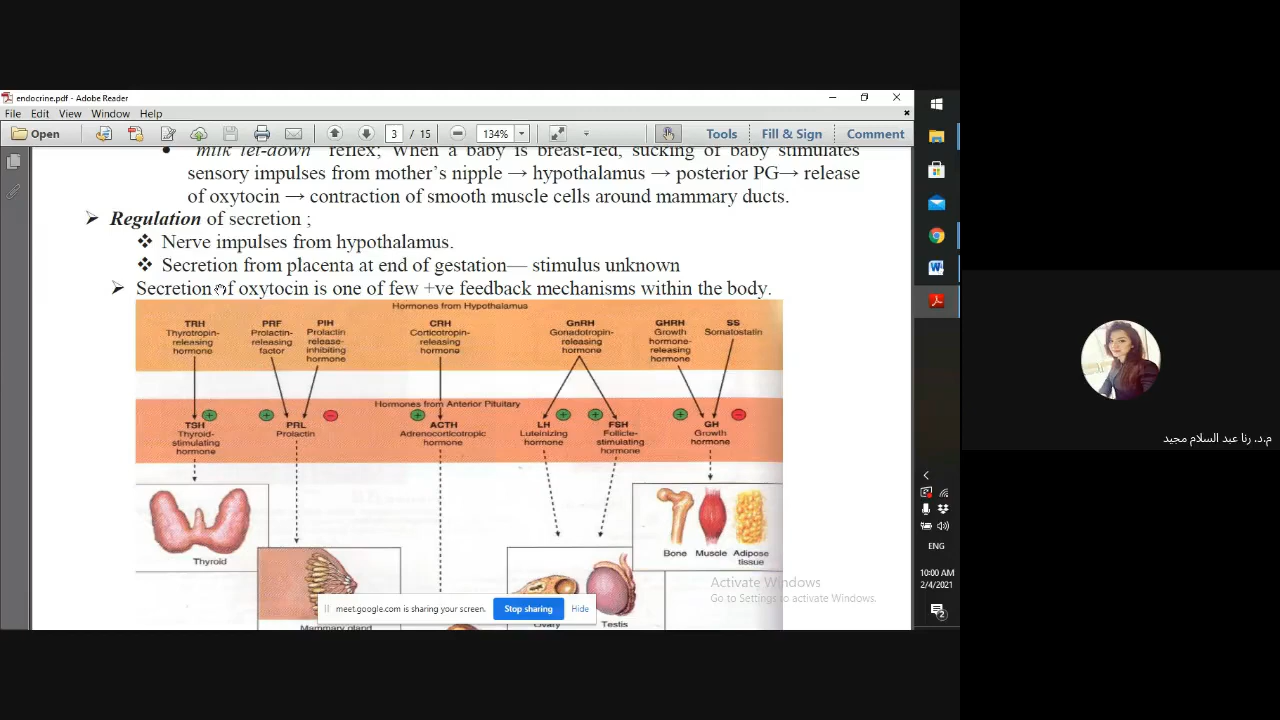 endocrine.pdf - Adobe Reader
File Edit View Window Help
Open 3 / 15 134% Tools Fill & Sign Comment
"milk let-down" reflex; When a baby is breast-fed, sucking of baby stimulates
sensory impulses from mother's nipple → hypothalamus → posterior PG→ release
of oxytocin → contraction of smooth muscle cells around mammary ducts.
➢ Regulation of secretion ;
❖ Nerve impulses from hypothalamus.
❖ Secretion from placenta at end of gestation— stimulus unknown
➢ Secretion of oxytocin is one of few +ve feedback mechanisms within the body.
Hormones from Hypothalamus
TRH
Thyrotropin-
releasing
hormone
PRF
Prolactin-
releasing
factor
PIH
Prolactin
release-
inhibiting
hormone
CRH
Corticotropin-
releasing
hormone
GnRH
Gonadotropin-
releasing
hormone
GHRH
Growth
hormone-
releasing
hormone
SS
Somatostatin
Hormones from Anterior Pituitary
TSH
Thyroid-
stimulating
hormone
PRL
Prolactin
ACTH
Adrenocorticotropic
hormone
LH
Luteinizing
hormone
FSH
Follicle-
stimulating
hormone
GH
Growth
hormone
Thyroid
Mammary gland
Ovary
Testis
Bone
Muscle
Adipose
tissue
Activate Windows
Go to Settings to activate Windows.
meet.google.com is sharing your screen. Stop sharing Hide
ENG
10:00 AM
2/4/2021
2
م.د. رنا عبد السلام مجيد